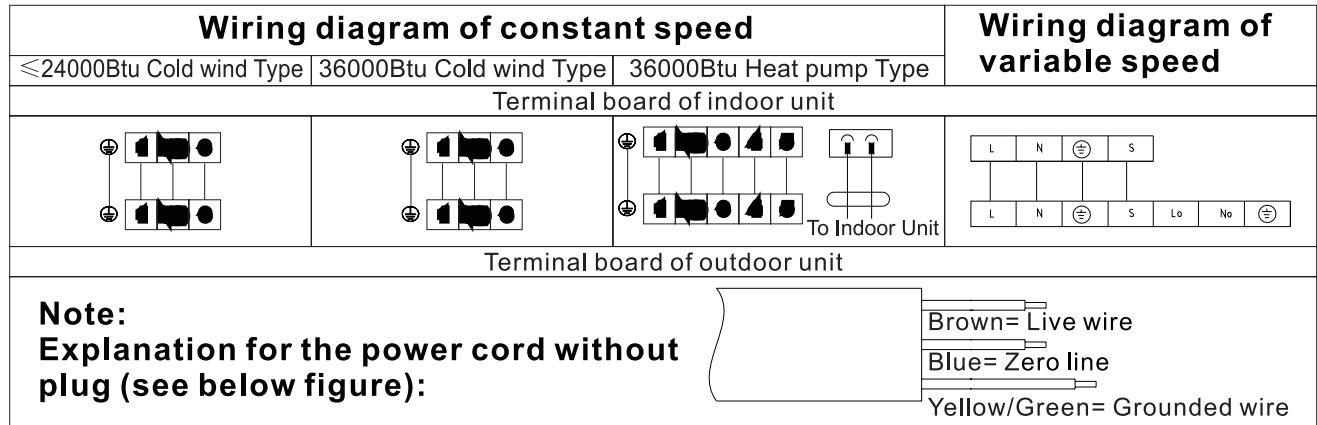 Wiring diagram of constant speed
Wiring diagram of
variable speed
≤24000Btu Cold wind Type
36000Btu Cold wind Type
36000Btu Heat pump Type
Terminal board of indoor unit
L N S
L N S Lo No
To Indoor Unit
Terminal board of outdoor unit
Note:
Explanation for the power cord without
plug (see below figure):
Brown= Live wire
Blue= Zero line
Yellow/Green= Grounded wire